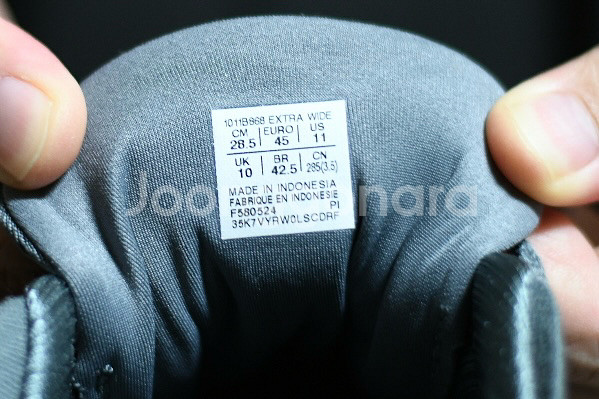 1011B868 EXTRA WIDE
CM EURO US
28.5 45 11
UK BR CN
10 42.5 285(3.5)
MADE IN INDONESIA
FABRIQUE EN INDONESIE
F580524 PI
35K7VYRW0LSCDRF